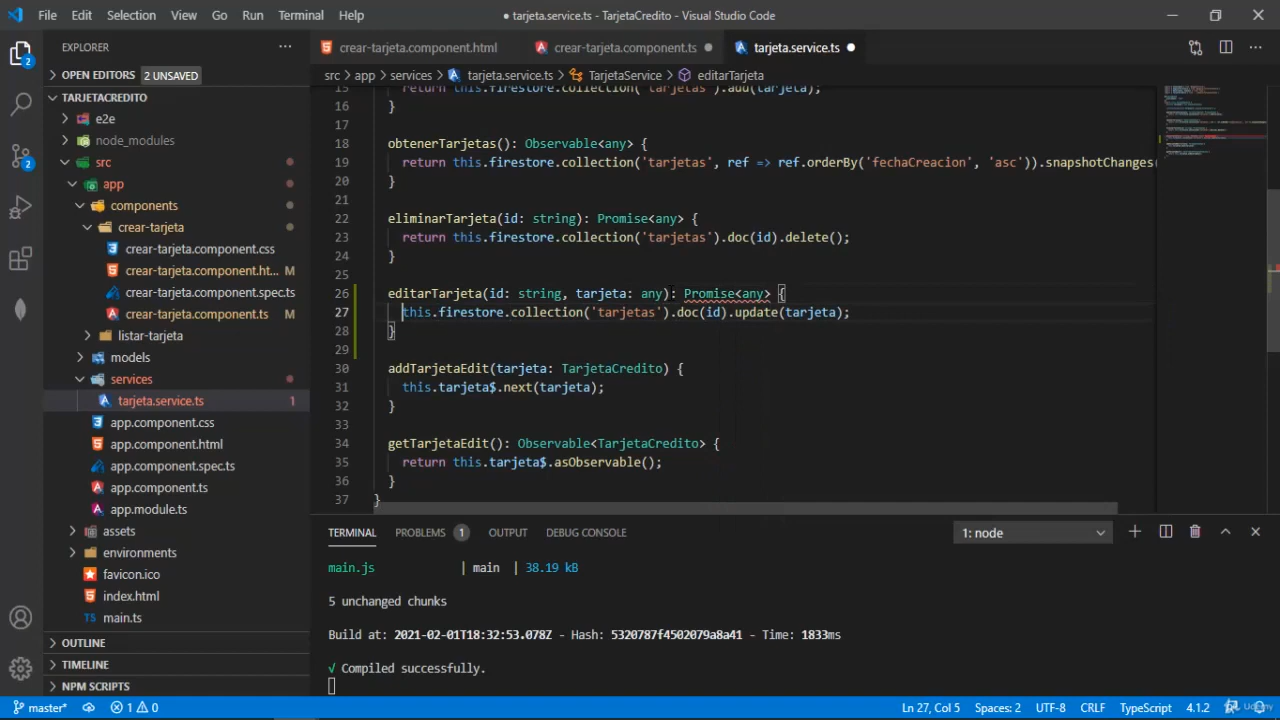 File Edit Selection View Go Run Terminal Help
● tarjeta.service.ts - TarjetaCredito - Visual Studio Code
EXPLORER
crear-tarjeta.component.html
crear-tarjeta.component.ts
tarjeta.service.ts
2
OPEN EDITORS 2 UNSAVED
src > app > services > tarjeta.service.ts > TarjetaService > editarTarjeta
TARJETACREDITO
e2e
node_modules
2
src
app
components
crear-tarjeta
crear-tarjeta.component.css
crear-tarjeta.component.ht... M
crear-tarjeta.component.spec.ts
crear-tarjeta.component.ts M
listar-tarjeta
models
services
tarjeta.service.ts 1
app.component.css
app.component.html
app.component.spec.ts
app.component.ts
app.module.ts
assets
environments
favicon.ico
index.html
main.ts
OUTLINE
TIMELINE
NPM SCRIPTS
15 return this.firestore.collection('tarjetas').add(tarjeta);
16 }
17
18 obtenerTarjetas(): Observable<any> {
19 return this.firestore.collection('tarjetas', ref => ref.orderBy('fechaCreacion', 'asc')).snapshotChanges
20 }
21
22 eliminarTarjeta(id: string): Promise<any> {
23 return this.firestore.collection('tarjetas').doc(id).delete();
24 }
25
26 editarTarjeta(id: string, tarjeta: any): Promise<any> {
27 this.firestore.collection('tarjetas').doc(id).update(tarjeta);
28 }
29
30 addTarjetaEdit(tarjeta: TarjetaCredito) {
31 this.tarjeta$.next(tarjeta);
32 }
33
34 getTarjetaEdit(): Observable<TarjetaCredito> {
35 return this.tarjeta$.asObservable();
36 }
37 }
TERMINAL PROBLEMS 1 OUTPUT DEBUG CONSOLE 1: node
main.js | main | 38.19 kB
5 unchanged chunks
Build at: 2021-02-01T18:32:53.078Z - Hash: 5320787f4502079a8a41 - Time: 1833ms
√ Compiled successfully.
master* 1 0 Ln 27, Col 5 Spaces: 2 UTF-8 CRLF TypeScript 4.1.2
Udemy